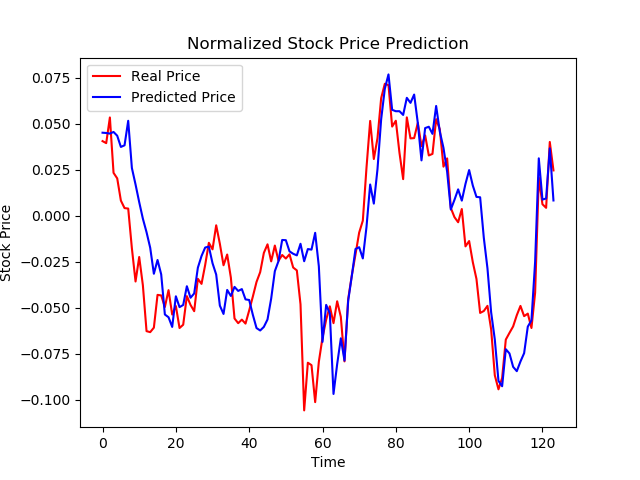 Normalized Stock Price Prediction
Real Price
Predicted Price
Stock Price
0.075
0.050
0.025
0.000
−0.025
−0.050
−0.075
−0.100
0 20 40 60 80 100 120
Time